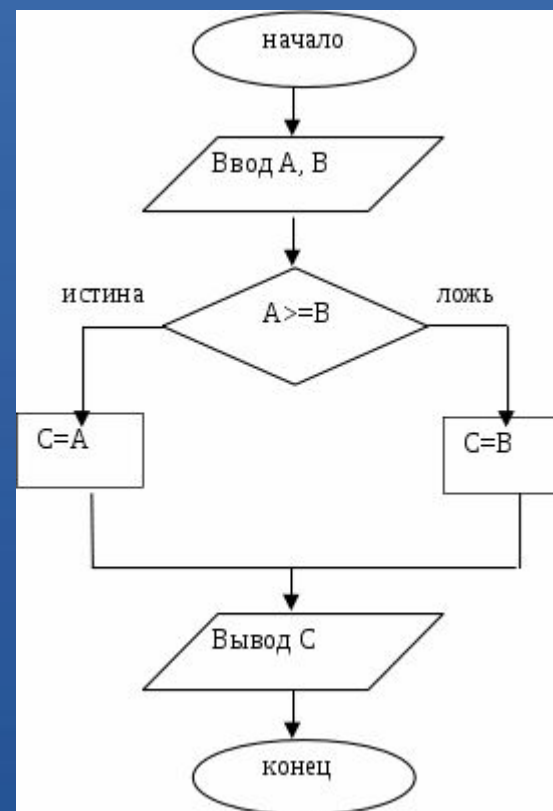 начало
Ввод А, В
истина
ложь
А>=В
С=А
С=В
Вывод С
конец